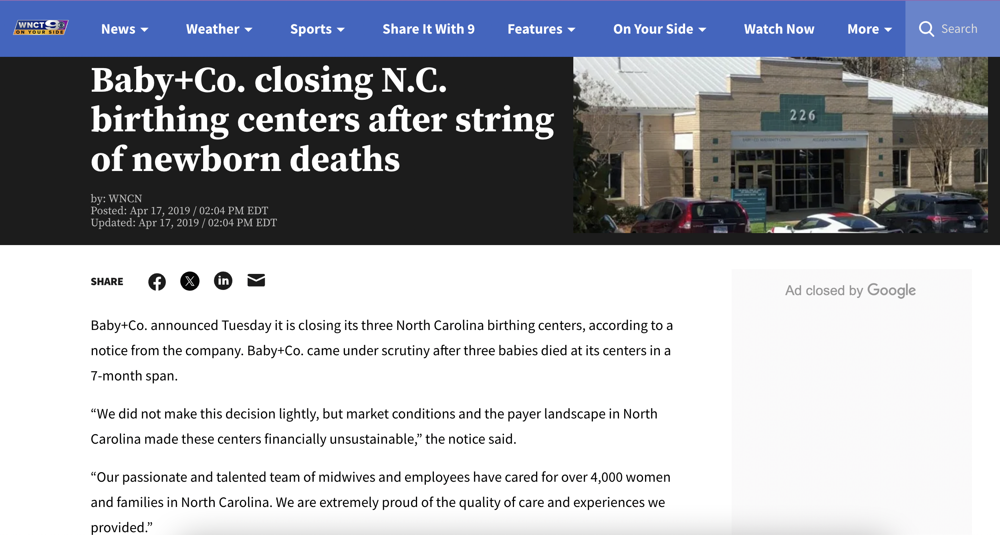 WNCT 9
ON YOUR SIDE
News
Weather
Sports
Share It With 9
Features
On Your Side
Watch Now
More
Search
Baby+Co. closing N.C.
birthing centers after string
of newborn deaths
by: WNCN
Posted: Apr 17, 2019 / 02:04 PM EDT
Updated: Apr 17, 2019 / 02:04 PM EDT
226
BABY+CO. MATERNITY CENTER
SHARE
Ad closed by Google
Baby+Co. announced Tuesday it is closing its three North Carolina birthing centers, according to a
notice from the company. Baby+Co. came under scrutiny after three babies died at its centers in a
7-month span.
“We did not make this decision lightly, but market conditions and the payer landscape in North
Carolina made these centers financially unsustainable,” the notice said.
“Our passionate and talented team of midwives and employees have cared for over 4,000 women
and families in North Carolina. We are extremely proud of the quality of care and experiences we
provided.”